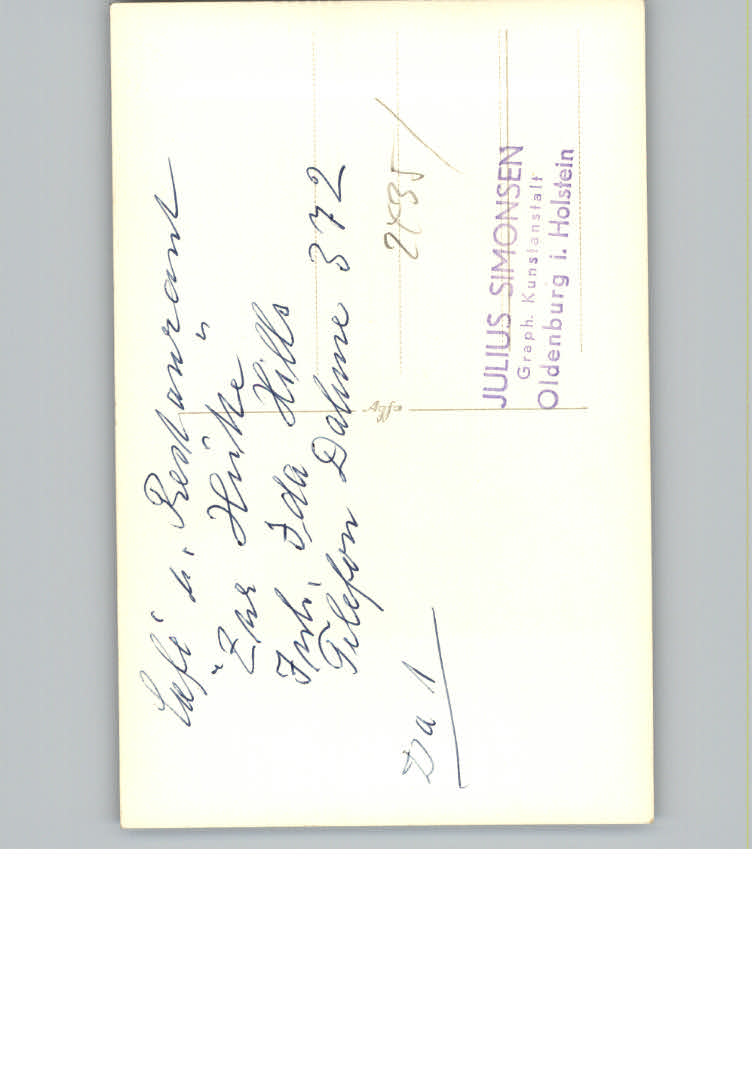 Café u. Restaurant
"Zur Hütte"
Inh. Ida Hills
Telefon Dahme 372
Da 1
2435/
Agfa
JULIUS SIMONSEN
Graph. Kunstanstalt
Oldenburg i. Holstein